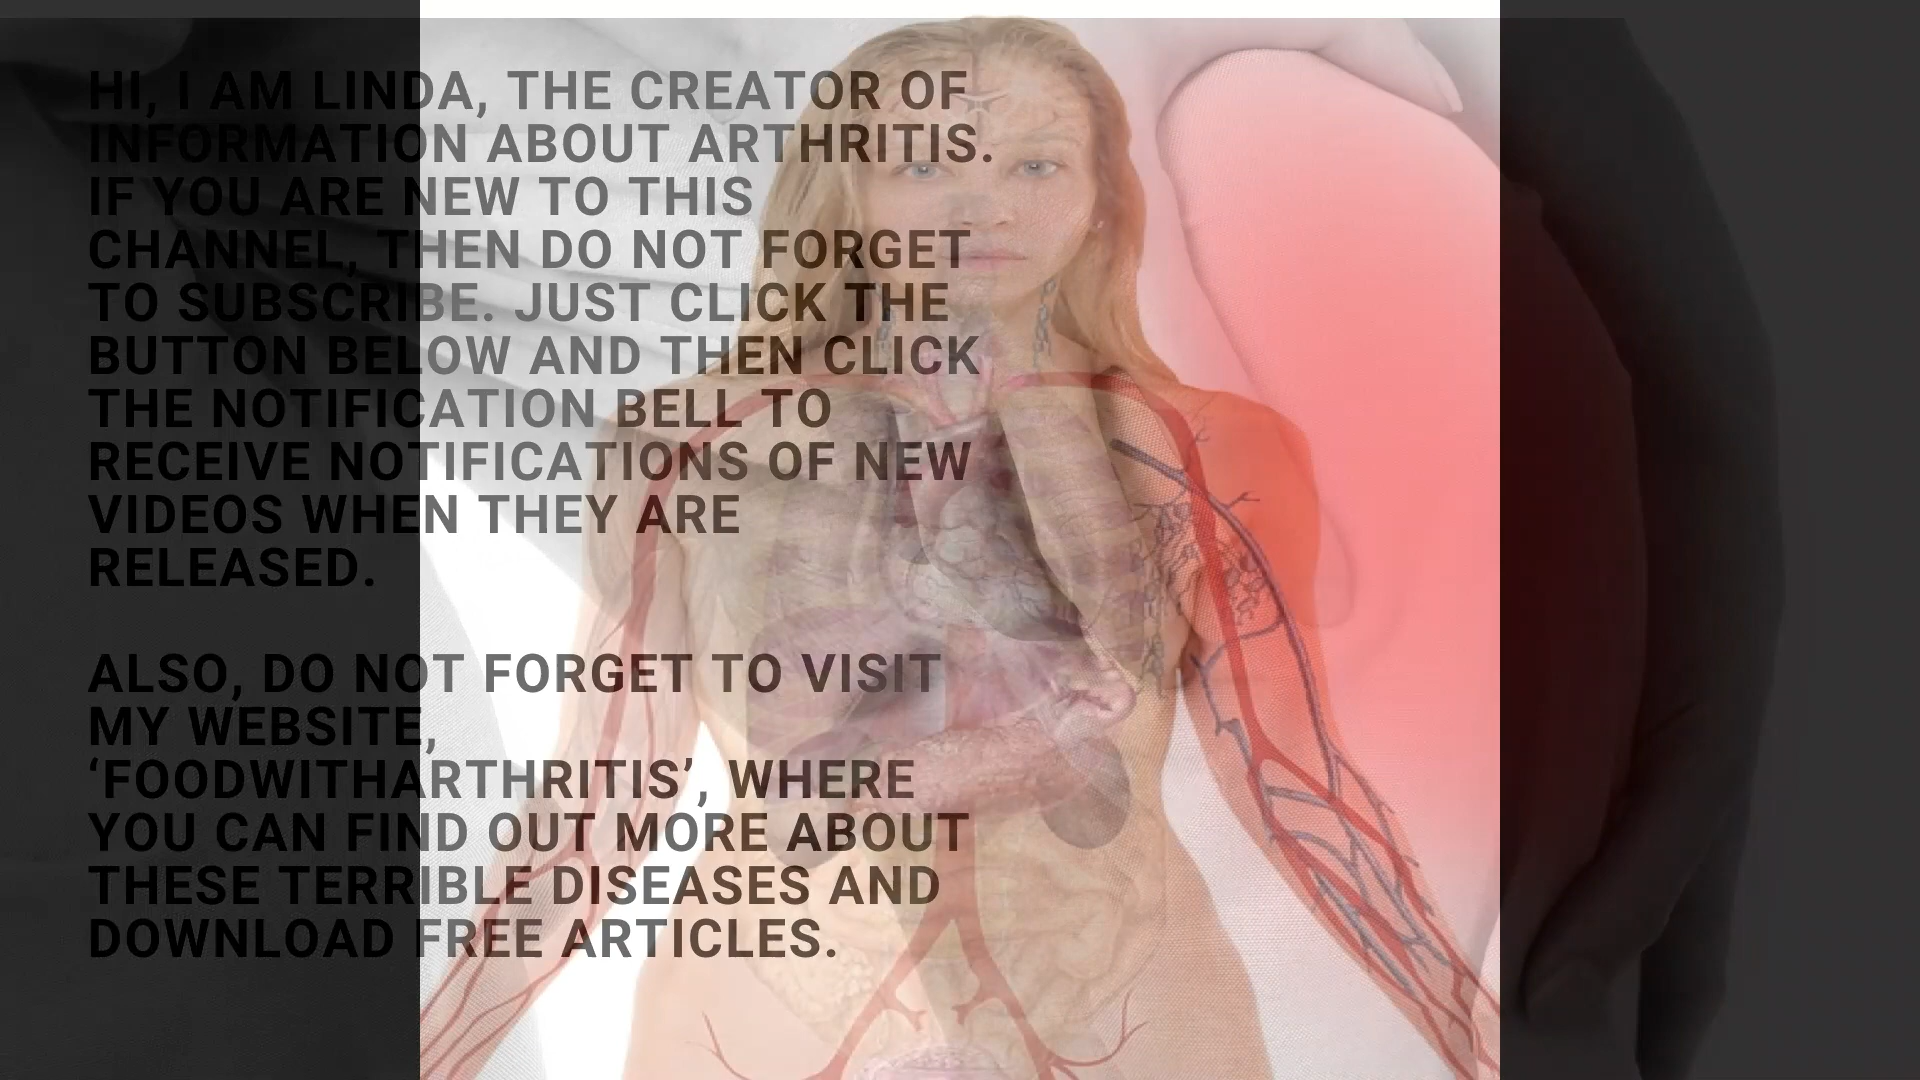 HI, I AM LINDA, THE CREATOR OF
INFORMATION ABOUT ARTHRITIS.
IF YOU ARE NEW TO THIS
CHANNEL, THEN DO NOT FORGET
TO SUBSCRIBE. JUST CLICK THE
BUTTON BELOW AND THEN CLICK
THE NOTIFICATION BELL TO
RECEIVE NOTIFICATIONS OF NEW
VIDEOS WHEN THEY ARE
RELEASED.
ALSO, DO NOT FORGET TO VISIT
MY WEBSITE,
‘FOODWITHARTHRITIS’, WHERE
YOU CAN FIND OUT MORE ABOUT
THESE TERRIBLE DISEASES AND
DOWNLOAD FREE ARTICLES.